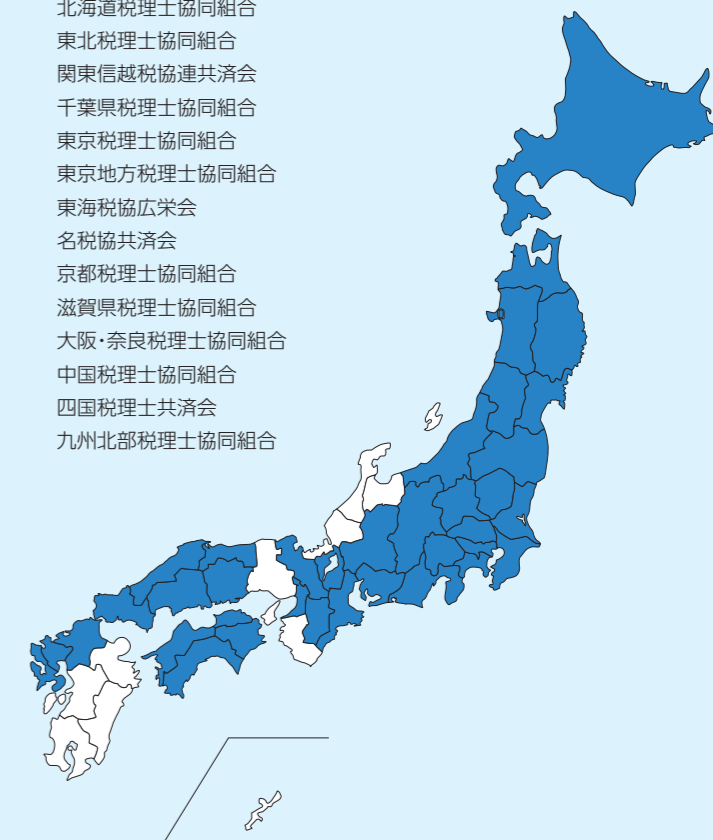 北海道税理士協同組合
東北税理士協同組合
関東信越税協連共済会
千葉県税理士協同組合
東京税理士協同組合
東京地方税理士協同組合
東海税協広栄会
名税協共済会
京都税理士協同組合
滋賀県税理士協同組合
大阪・奈良税理士協同組合
中国税理士協同組合
四国税理士共済会
九州北部税理士協同組合